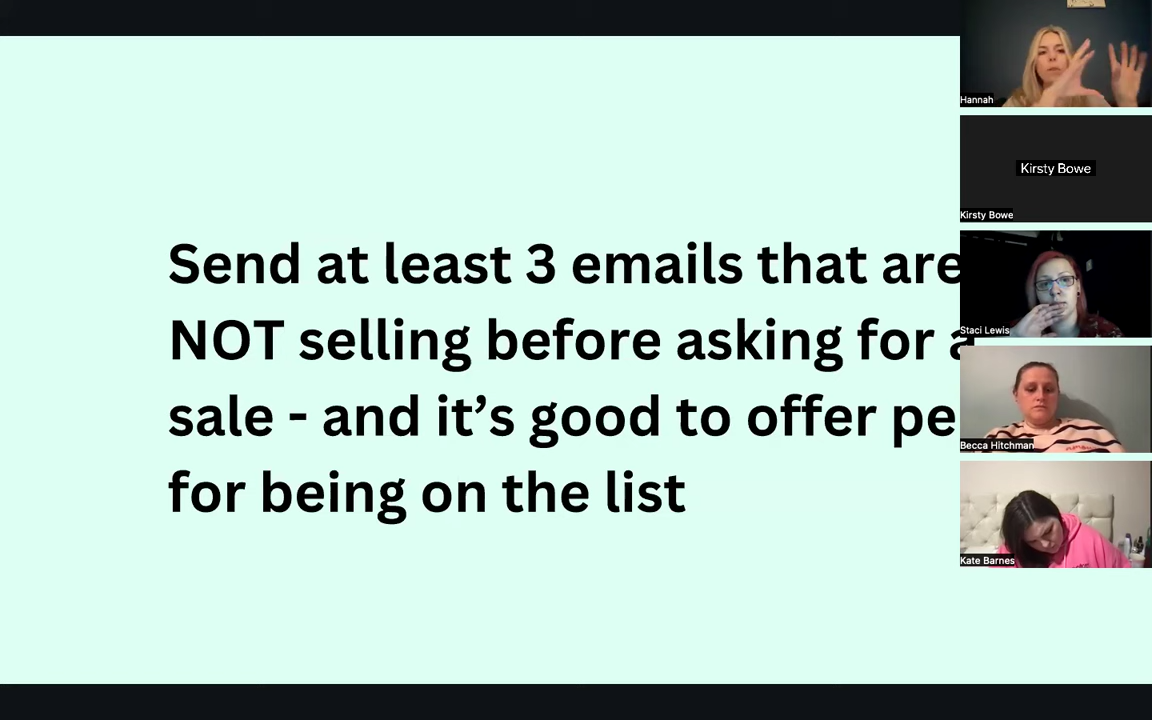 Send at least 3 emails that are
NOT selling before asking for a
sale - and it's good to offer pe
for being on the list
Hannah
Kirsty Bowe
Kirsty Bowe
Staci Lewis
Becca Hitchman
Kate Barnes